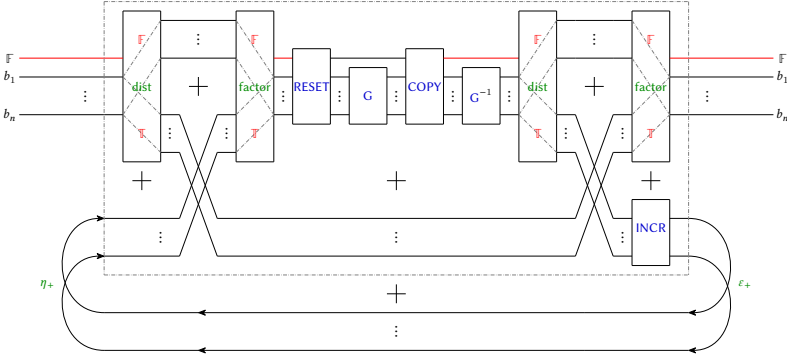 𝔽 𝔽 𝔽 𝔽
𝔽 𝔽
b₁ dist + factor RESET G COPY G⁻¹ dist + factor b₁
bₙ ⋮ 𝕋 ⋮ 𝕋 ⋮ ⋮ ⋮ 𝕋 ⋮ 𝕋 ⋮ bₙ
+ + +
⋮ ⋮ ⋮ INCR
η₊ + ε₊
⋮